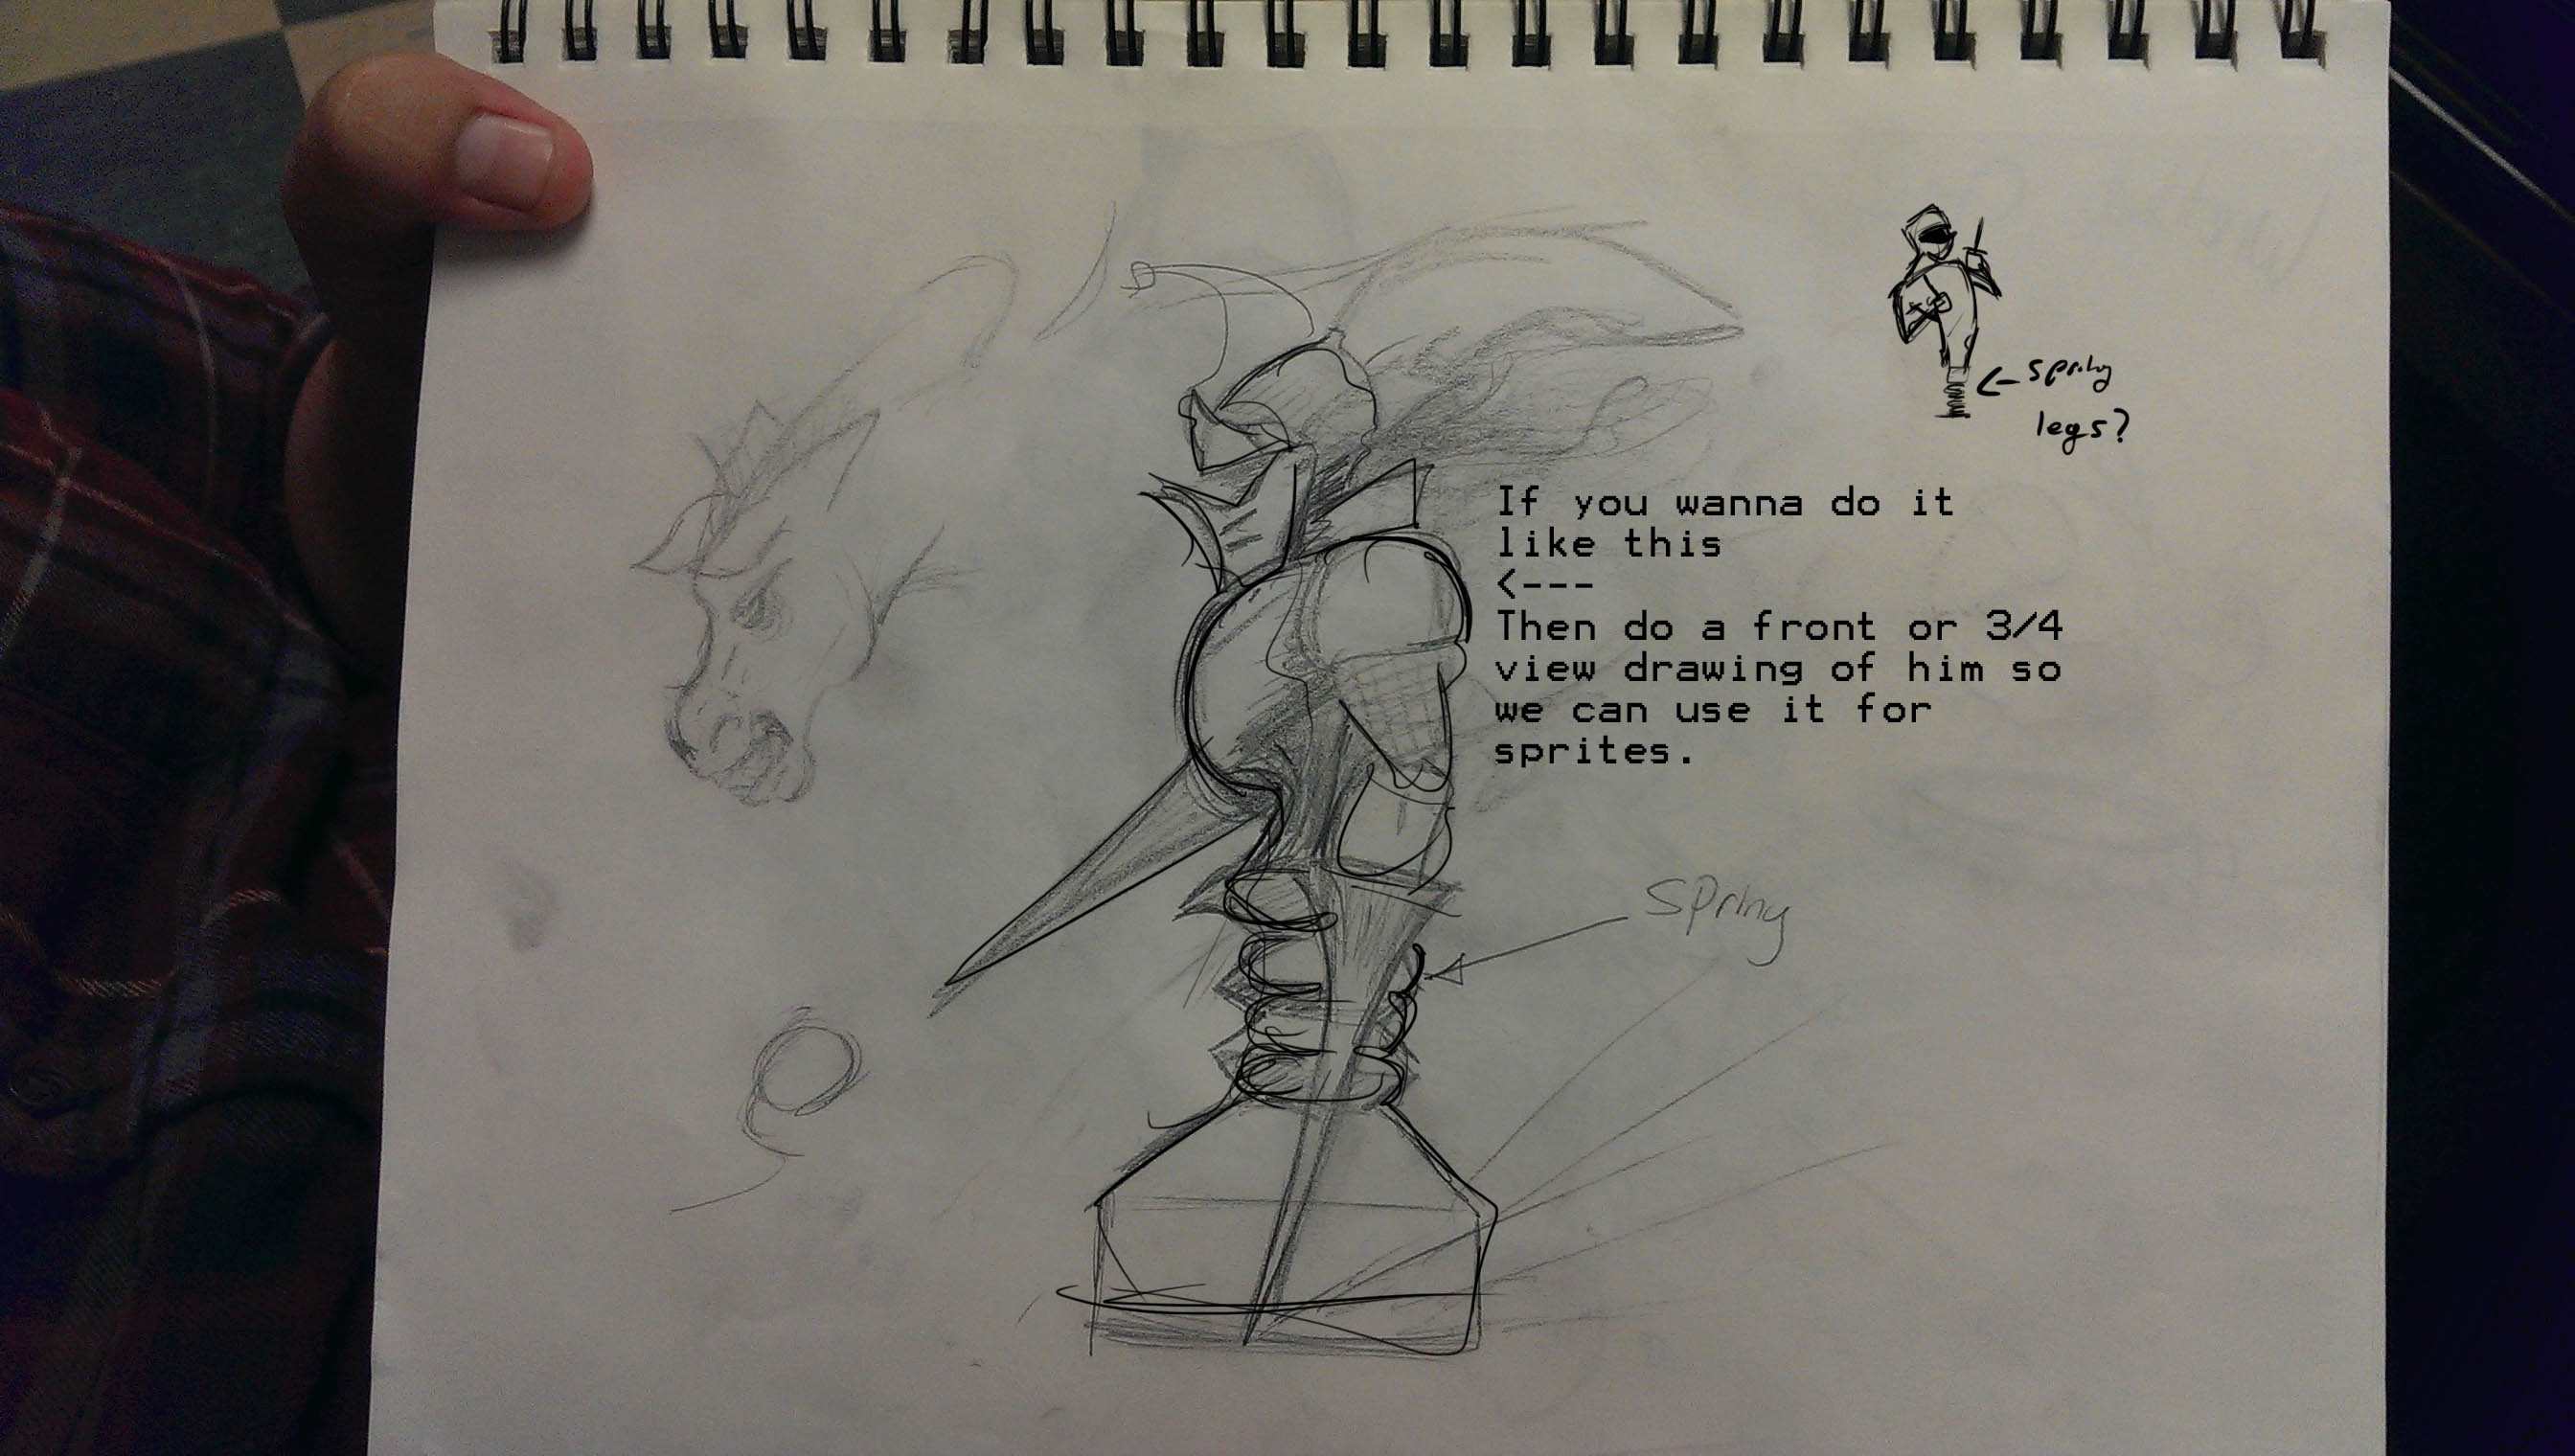 <- spring
legs?
If you wanna do it
like this
<---
Then do a front or 3/4
view drawing of him so
we can use it for
sprites.
spring